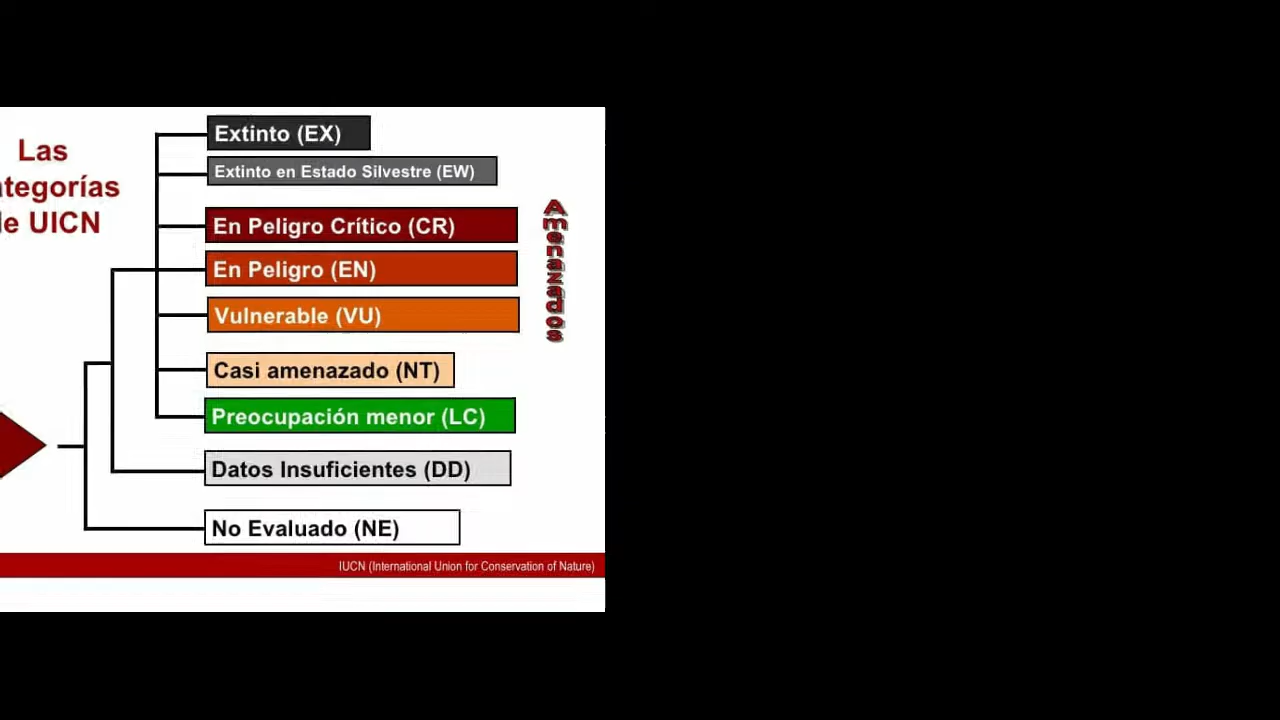 Las
tegorías
de UICN
Extinto (EX)
Extinto en Estado Silvestre (EW)
En Peligro Crítico (CR)
En Peligro (EN)
Vulnerable (VU)
Casi amenazado (NT)
Preocupación menor (LC)
Datos Insuficientes (DD)
No Evaluado (NE)
Amenazados
IUCN (International Union for Conservation of Nature)